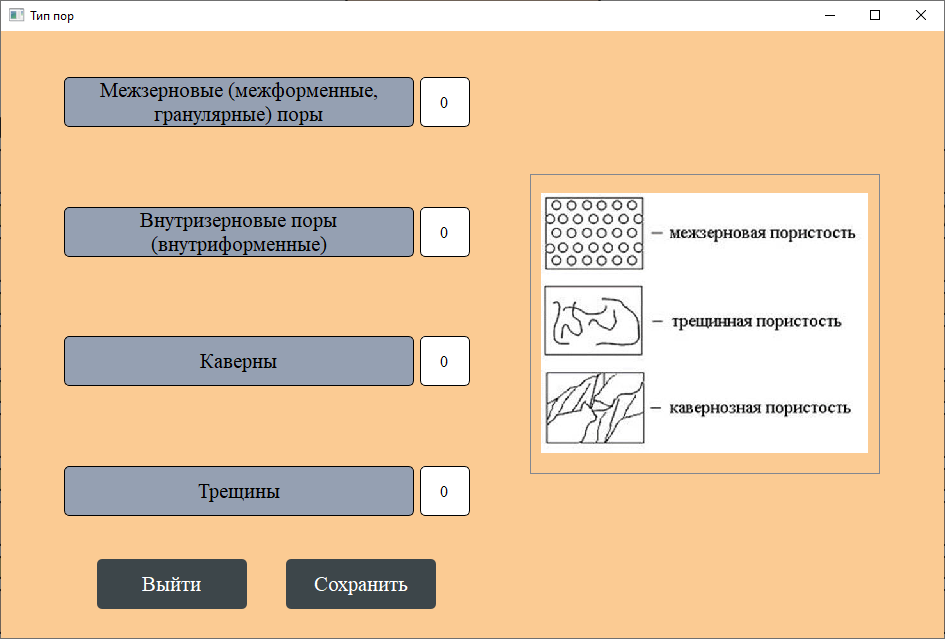 Тип пор
Межзерновые (межформенные,
гранулярные) поры
0
Внутризерновые поры
(внутриформенные)
0
Каверны
0
Трещины
0
Выйти
Сохранить
— межзерновая пористость
— трещинная пористость
— кавернозная пористость